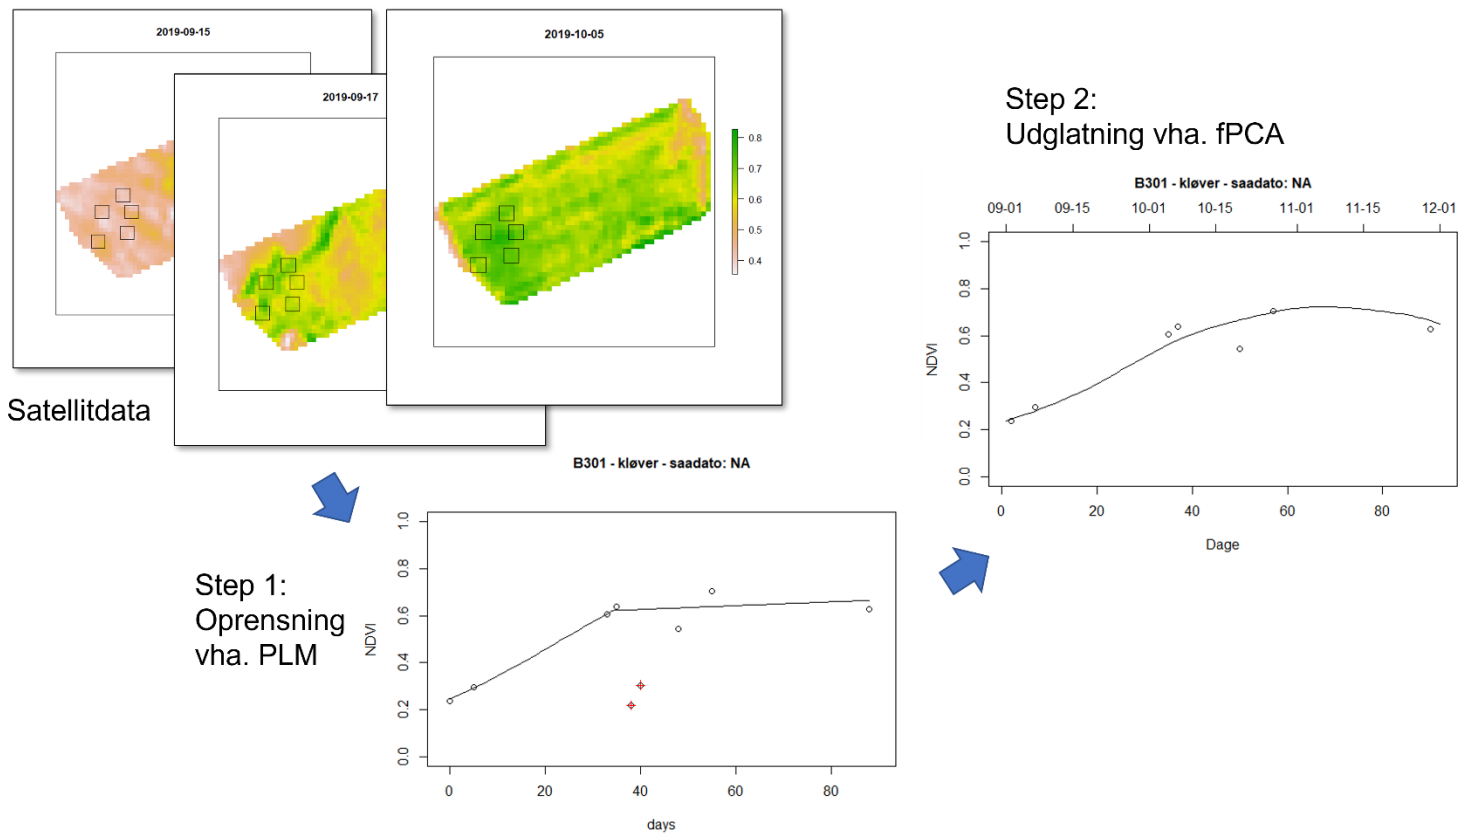 2019-09-15
2019-09-17
2019-10-05
0.8
0.7
0.6
0.5
0.4
Satellitdata
Step 1:
Oprensning
vha. PLM
B301 - kløver - saadato: NA
NDVI
1.0
0.8
0.6
0.4
0.2
0.0
0 20 40 60 80
days
Step 2:
Udglatning vha. fPCA
B301 - kløver - saadato: NA
09-01 09-15 10-01 10-15 11-01 11-15 12-01
NDVI
1.0
0.8
0.6
0.4
0.2
0.0
0 20 40 60 80
Dage